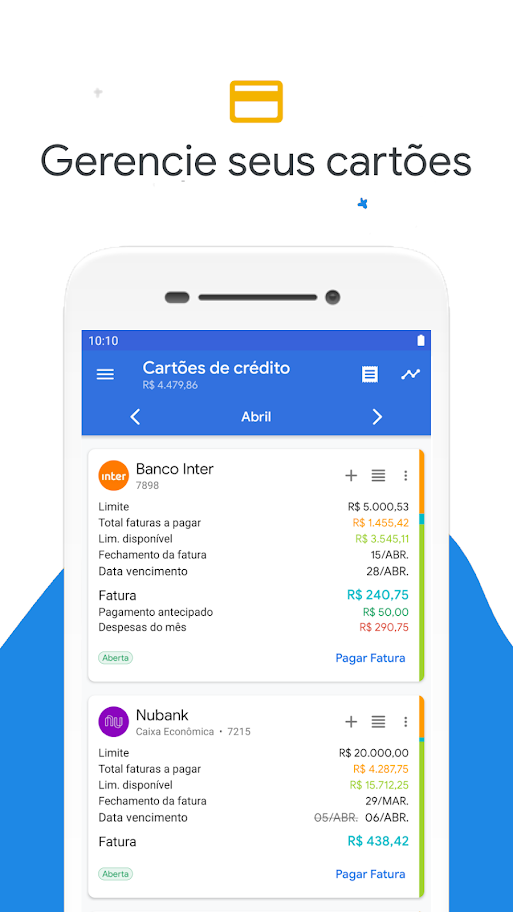 Gerencie seus cartões
10:10
Cartões de crédito
R$ 4.479,86
Abril
inter
Banco Inter
7898
Limite R$ 5.000,53
Total faturas a pagar R$ 1.455,42
Lim. disponível R$ 3.545,11
Fechamento da fatura 15/ABR.
Data vencimento 28/ABR.
Fatura R$ 240,75
Pagamento antecipado R$ 50,00
Despesas do mês R$ 290,75
Aberta Pagar Fatura
nu
Nubank
Caixa Econômica • 7215
Limite R$ 20.000,00
Total faturas a pagar R$ 4.287,75
Lim. disponível R$ 15.712,25
Fechamento da fatura 29/MAR.
Data vencimento 05/ABR. 06/ABR.
Fatura R$ 438,42
Aberta Pagar Fatura